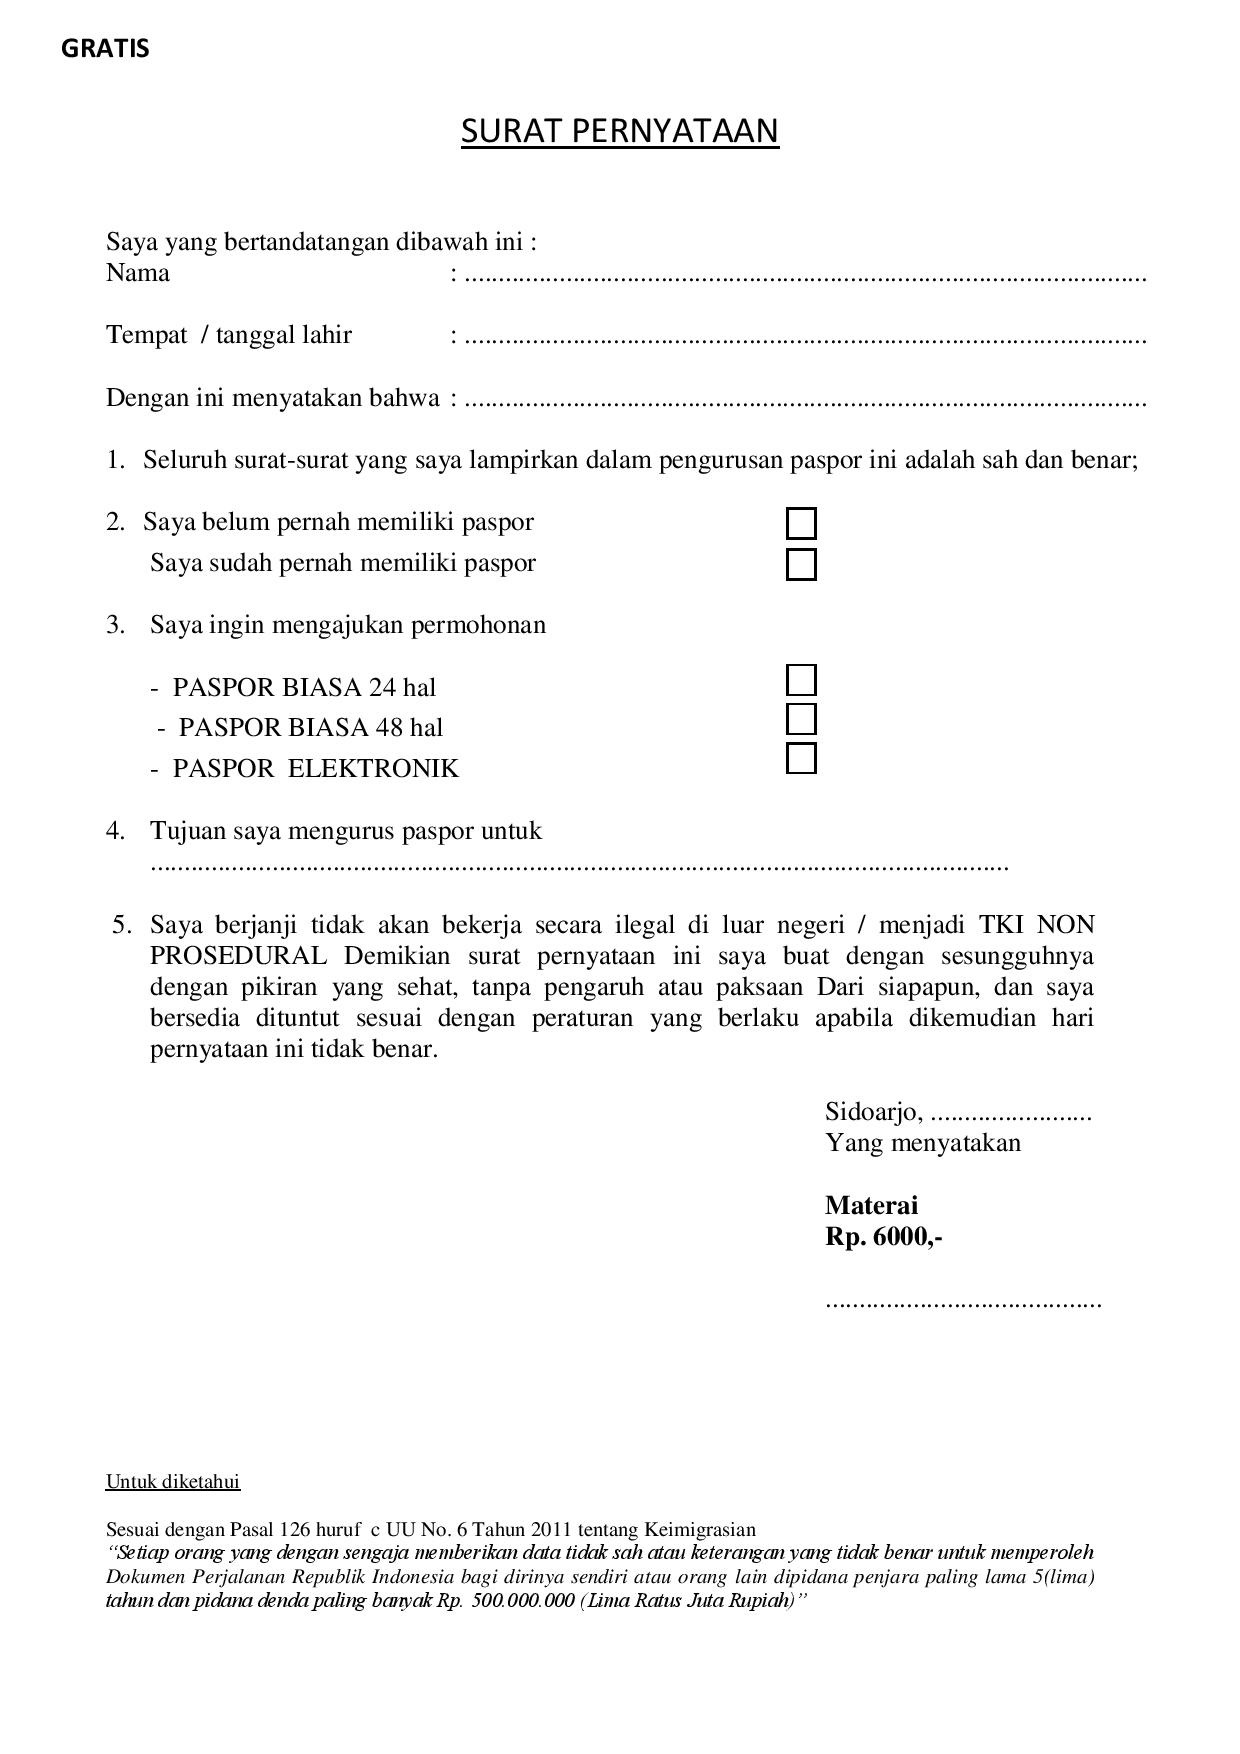 GRATIS
SURAT PERNYATAAN
Saya yang bertandatangan dibawah ini :
Nama : .....................................................................................................
Tempat / tanggal lahir : .....................................................................................................
Dengan ini menyatakan bahwa : .....................................................................................................
1. Seluruh surat-surat yang saya lampirkan dalam pengurusan paspor ini adalah sah dan benar;
2. Saya belum pernah memiliki paspor
Saya sudah pernah memiliki paspor
3. Saya ingin mengajukan permohonan
- PASPOR BIASA 24 hal
- PASPOR BIASA 48 hal
- PASPOR ELEKTRONIK
4. Tujuan saya mengurus paspor untuk
...............................................................................................................................
5. Saya berjanji tidak akan bekerja secara ilegal di luar negeri / menjadi TKI NON
PROSEDURAL Demikian surat pernyataan ini saya buat dengan sesungguhnya
dengan pikiran yang sehat, tanpa pengaruh atau paksaan Dari siapapun, dan saya
bersedia dituntut sesuai dengan peraturan yang berlaku apabila dikemudian hari
pernyataan ini tidak benar.
Sidoarjo, ........................
Yang menyatakan
Materai
Rp. 6000,-
.........................................
Untuk diketahui
Sesuai dengan Pasal 126 huruf c UU No. 6 Tahun 2011 tentang Keimigrasian
“Setiap orang yang dengan sengaja memberikan data tidak sah atau keterangan yang tidak benar untuk memperoleh
Dokumen Perjalanan Republik Indonesia bagi dirinya sendiri atau orang lain dipidana penjara paling lama 5(lima)
tahun dan pidana denda paling banyak Rp. 500.000.000 (Lima Ratus Juta Rupiah)”